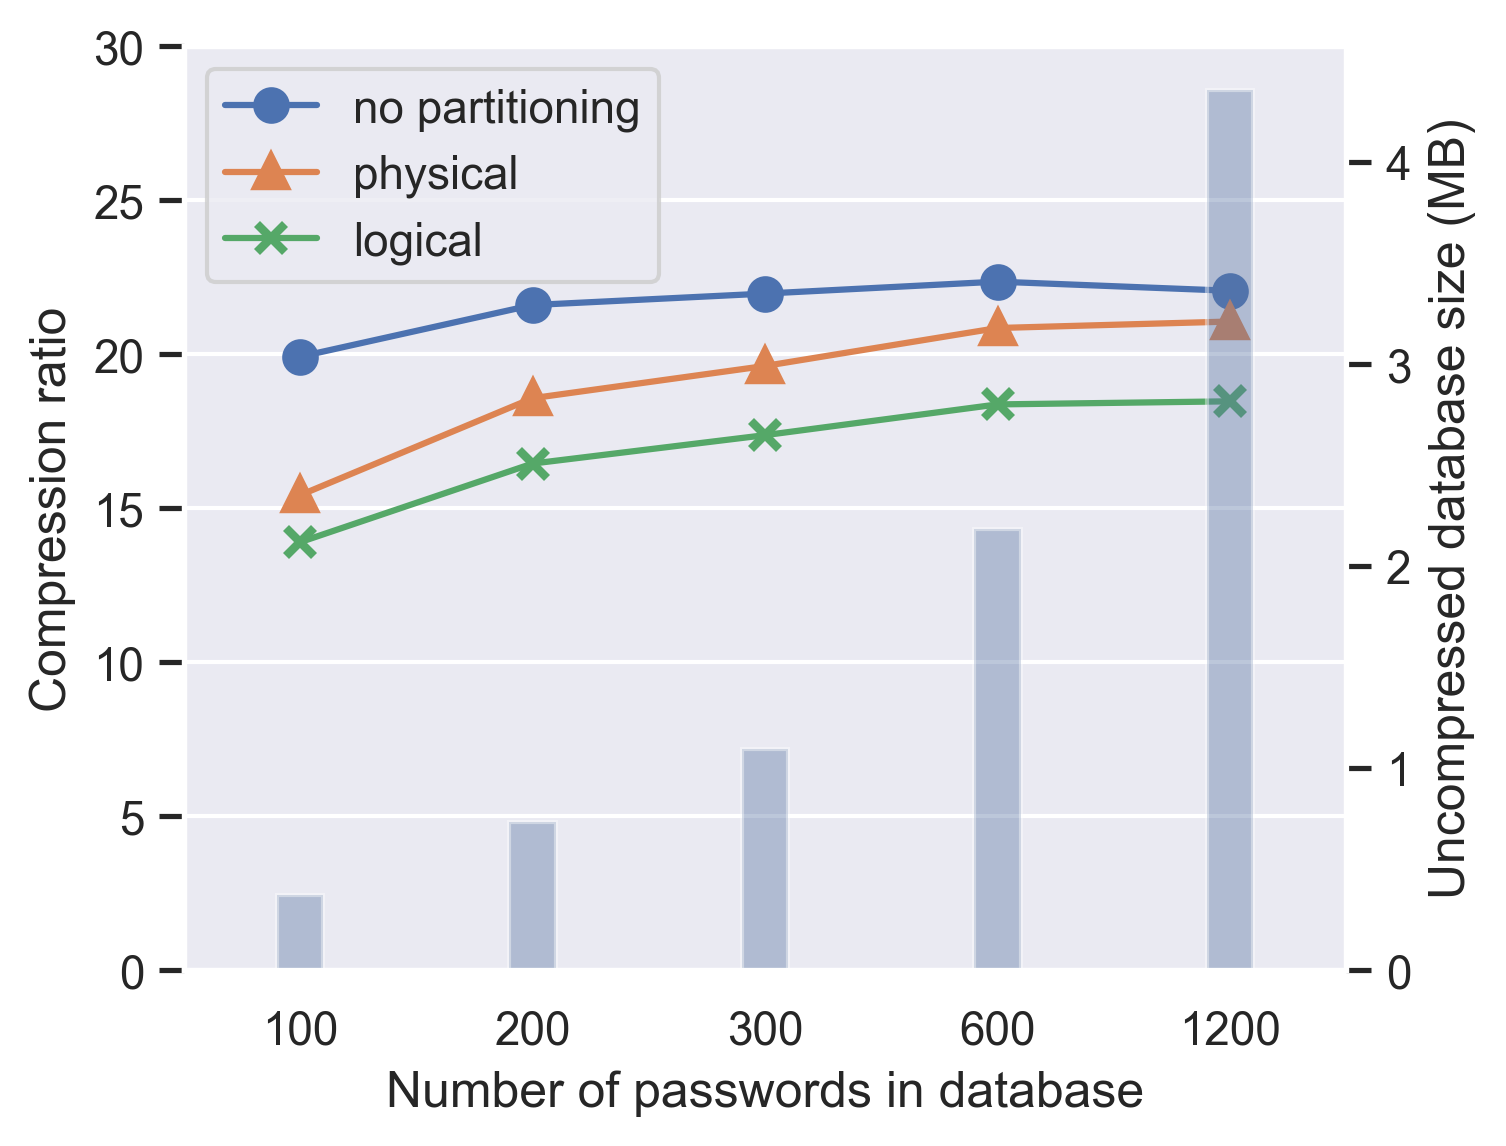 30
25
20
15
10
5
0
Compression ratio
no partitioning
physical
logical
4
3
2
1
0
Uncompressed database size (MB)
100 200 300 600 1200
Number of passwords in database